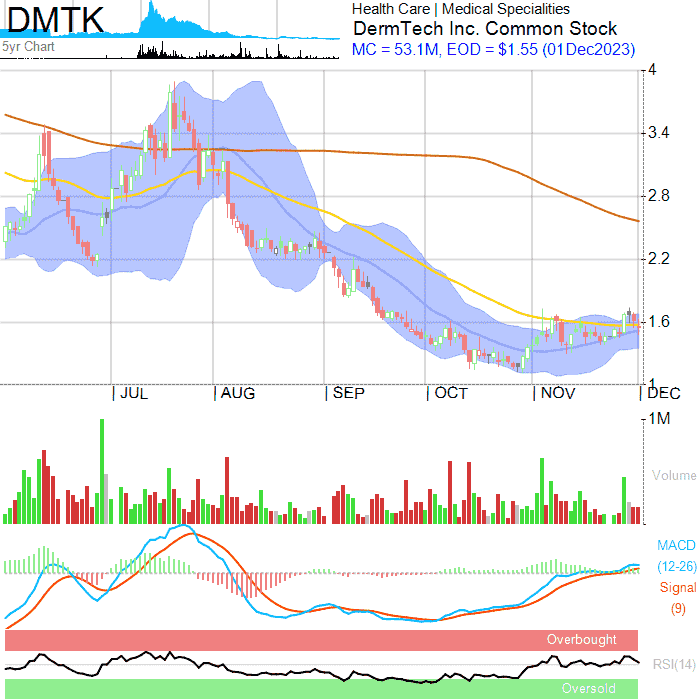 DMTK
5yr Chart
Health Care | Medical Specialities
DermTech Inc. Common Stock
MC = 53.1M, EOD = $1.55 (01Dec2023)
4
3.4
2.8
2.2
1.6
1
| JUL | AUG | SEP | OCT | NOV | DEC
1M
Volume
MACD
(12-26)
Signal
(9)
Overbought
RSI(14)
Oversold